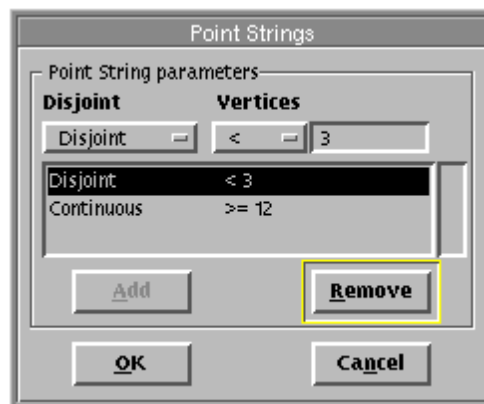 Point Strings
Point String parameters
Disjoint Vertices
Disjoint < 3
Disjoint < 3
Continuous >= 12
Add Remove
OK Cancel